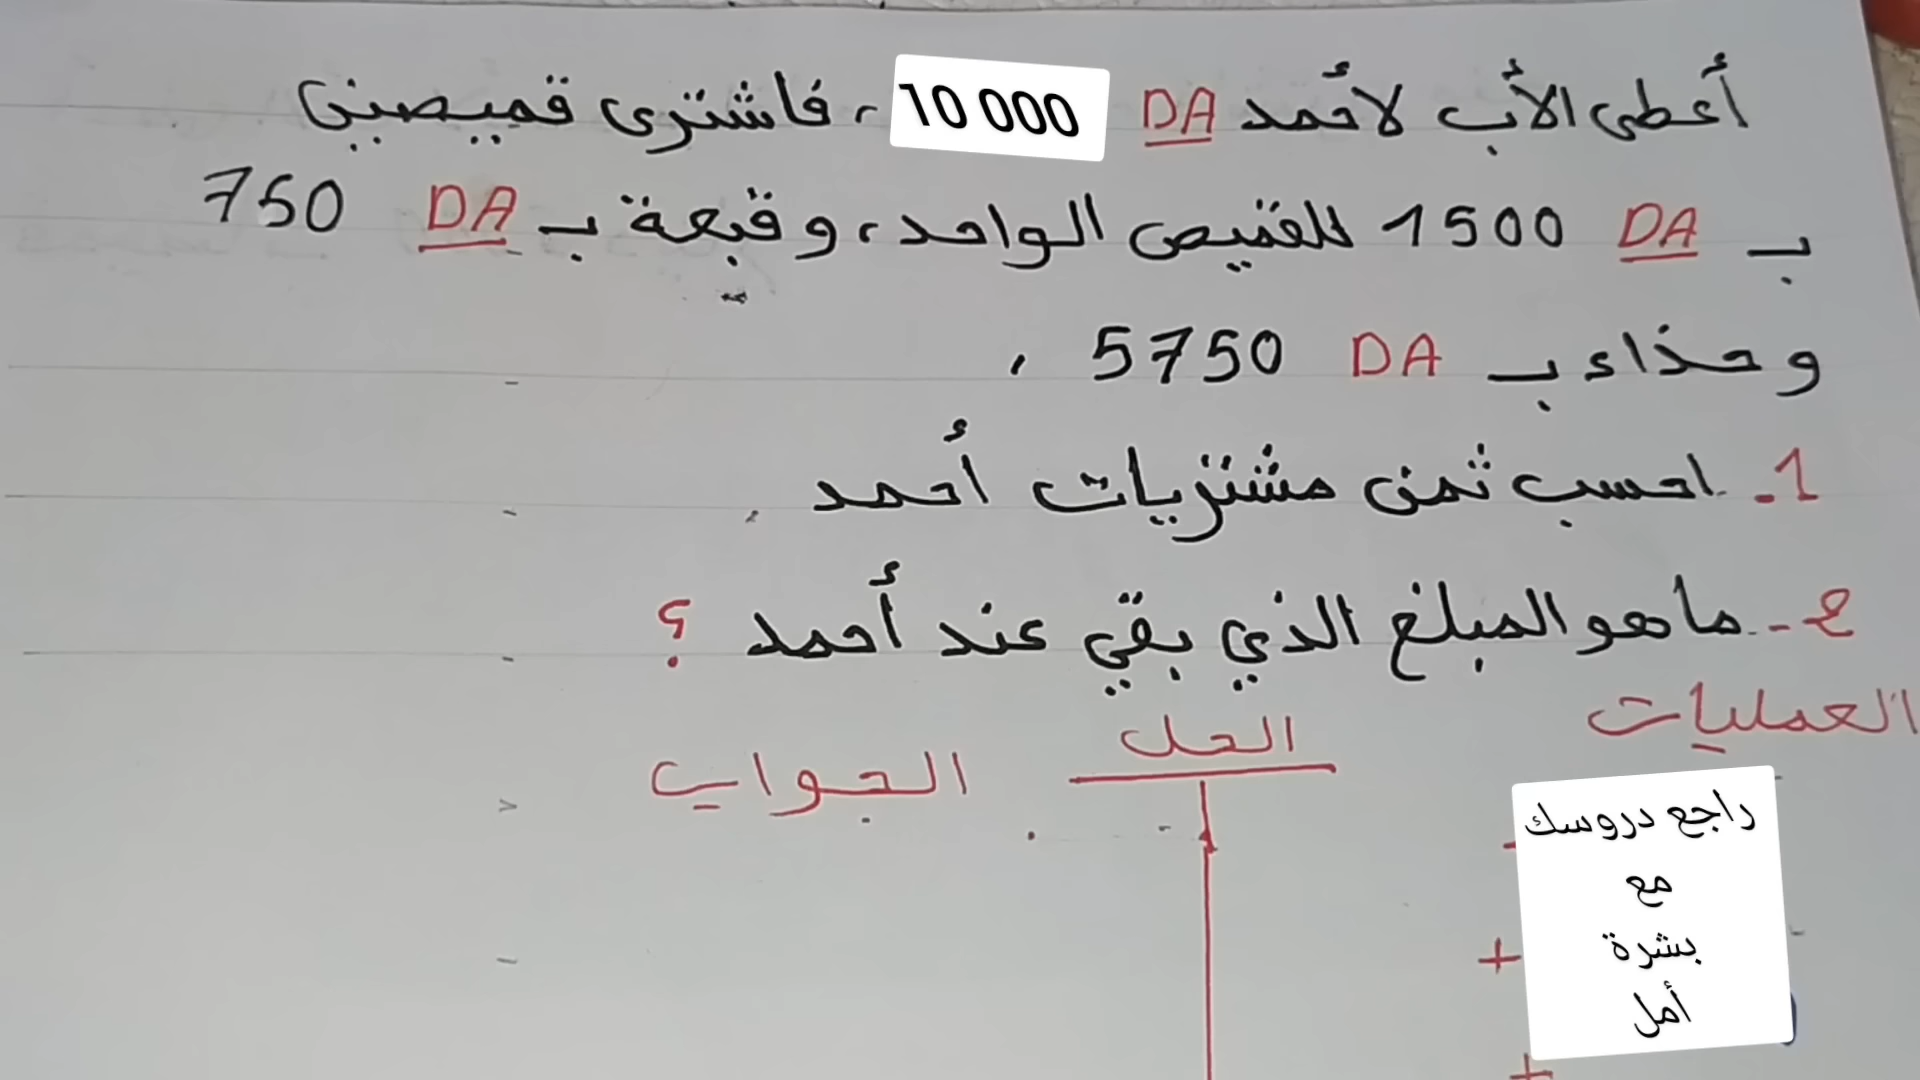 أعطى الأب لأحمد DA 10 000، فاشترى قميصين
بـ DA 1500 للقميص الواحد، وقبعة بـ DA 750
وحذاء بـ DA 5750.
1- احسب ثمن مشتريات أحمد.
2- ما هو المبلغ الذي بقي عند أحمد ؟
الحل
العمليات
الجواب
راجع دروسك
مع
بشرة
أمل
+
+